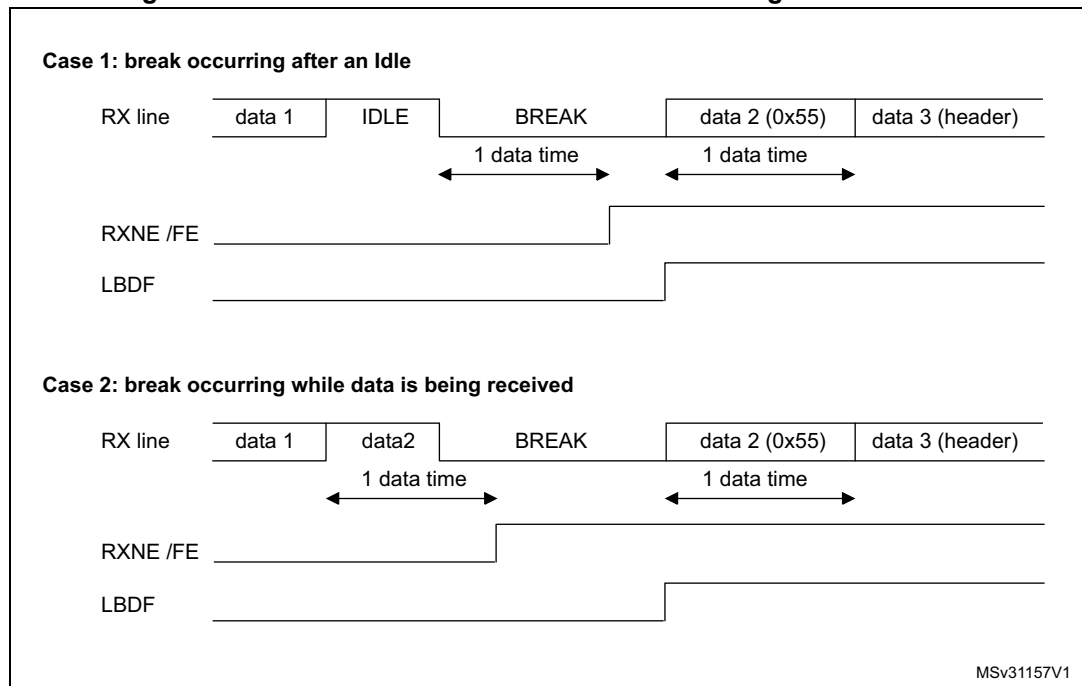 Case 1: break occurring after an Idle
RX line data 1 IDLE BREAK data 2 (0x55) data 3 (header)
1 data time 1 data time
RXNE /FE
LBDF
Case 2: break occurring while data is being received
RX line data 1 data2 BREAK data 2 (0x55) data 3 (header)
1 data time 1 data time
RXNE /FE
LBDF
MSv31157V1